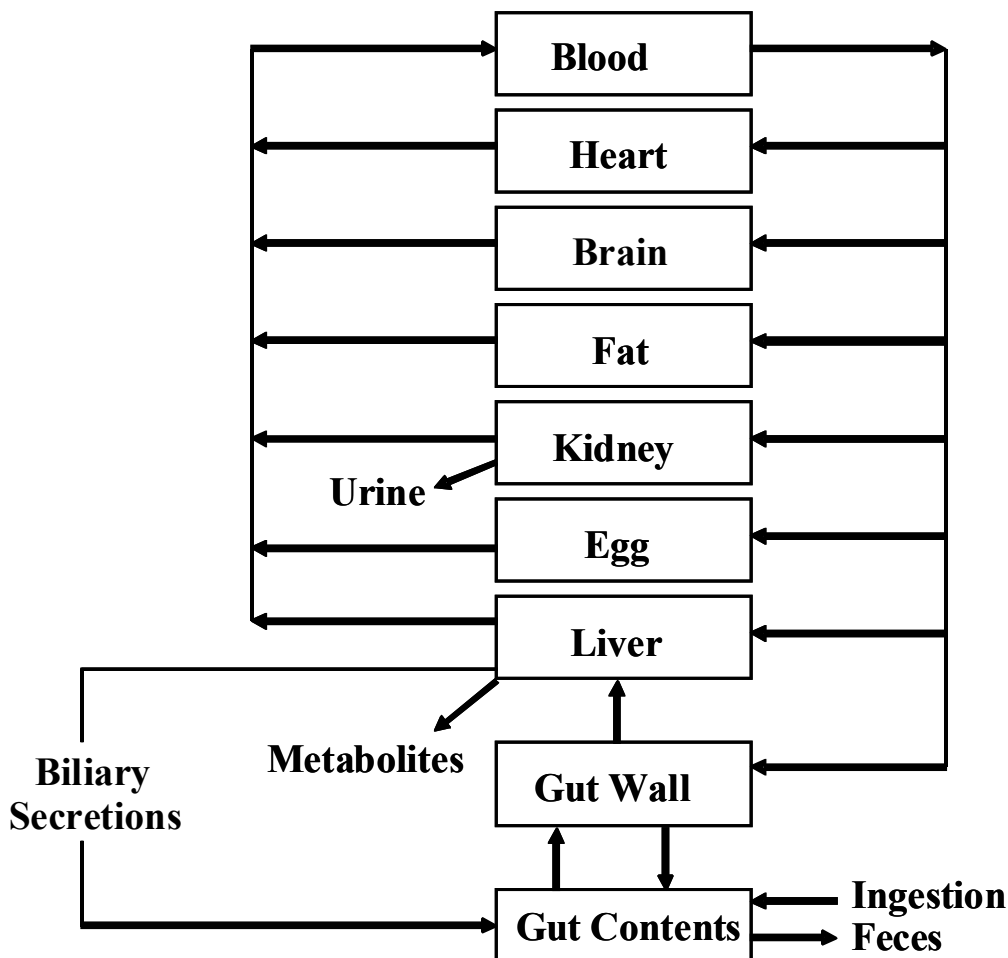 Blood
Heart
Brain
Fat
Kidney
Urine
Egg
Liver
Metabolites
Biliary
Secretions
Gut Wall
Gut Contents
Ingestion
Feces